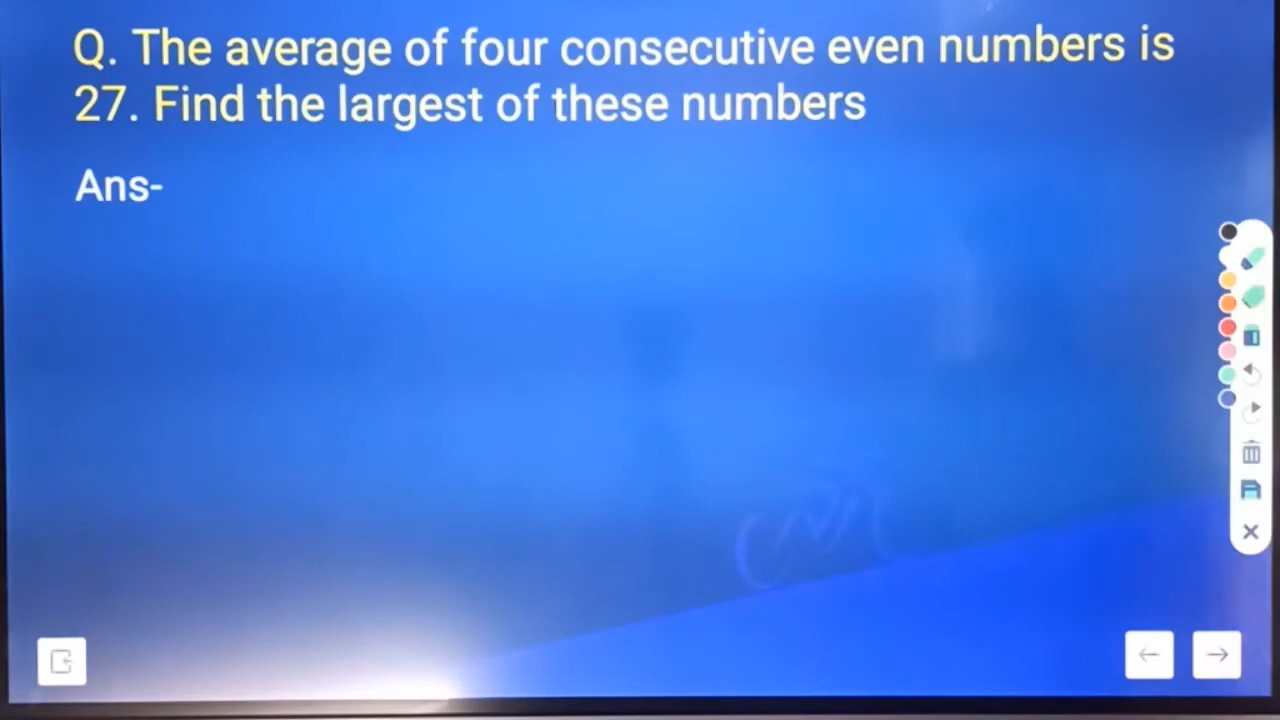 Q. The average of four consecutive even numbers is
27. Find the largest of these numbers
Ans-